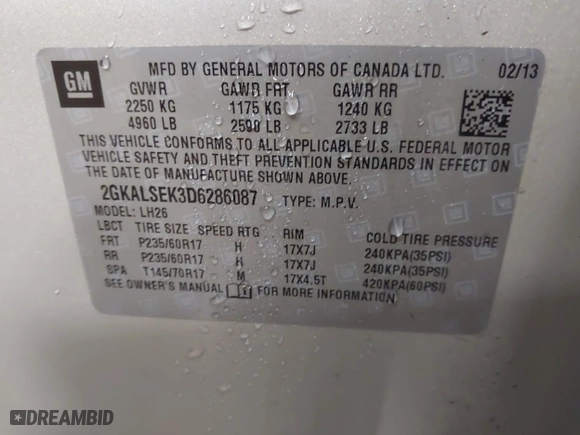 GM
MFD BY GENERAL MOTORS OF CANADA LTD. 02/13
GVWR GAWR FRT GAWR RR
2250 KG 1175 KG 1240 KG
4960 LB 2590 LB 2733 LB
THIS VEHICLE CONFORMS TO ALL APPLICABLE U.S. FEDERAL MOTOR
VEHICLE SAFETY AND THEFT PREVENTION STANDARDS IN EFFECT ON
THE DATE OF MANUFACTURE SHOWN ABOVE.
2GKALSEK3D6286087 TYPE: M.P.V.
MODEL: LH26
LBCT TIRE SIZE SPEED RTG RIM COLD TIRE PRESSURE
FRT P235/60R17 H 17X7J 240KPA(35PSI)
RR P235/60R17 H 17X7J 240KPA(35PSI)
SPA T145/70R17 M 17X4.5T 420KPA(60PSI)
SEE OWNER'S MANUAL FOR MORE INFORMATION
DREAMBID